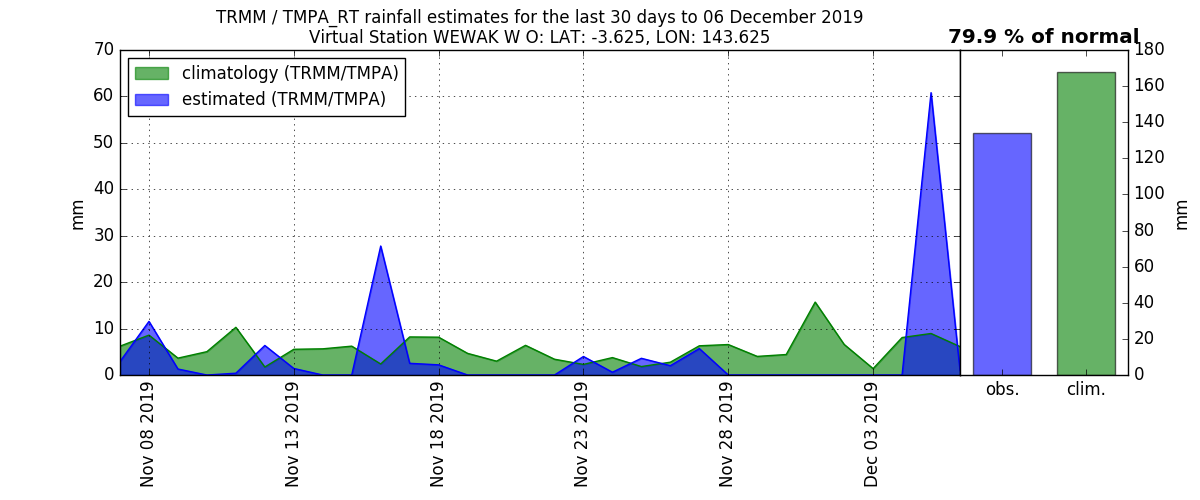 TRMM / TMPA_RT rainfall estimates for the last 30 days to 06 December 2019
Virtual Station WEWAK W O: LAT: -3.625, LON: 143.625
79.9 % of normal
climatology (TRMM/TMPA)
estimated (TRMM/TMPA)
70
60
50
40
30
20
10
0
mm
Nov 08 2019
Nov 13 2019
Nov 18 2019
Nov 23 2019
Nov 28 2019
Dec 03 2019
obs.
clim.
180
160
140
120
100
80
60
40
20
0
mm